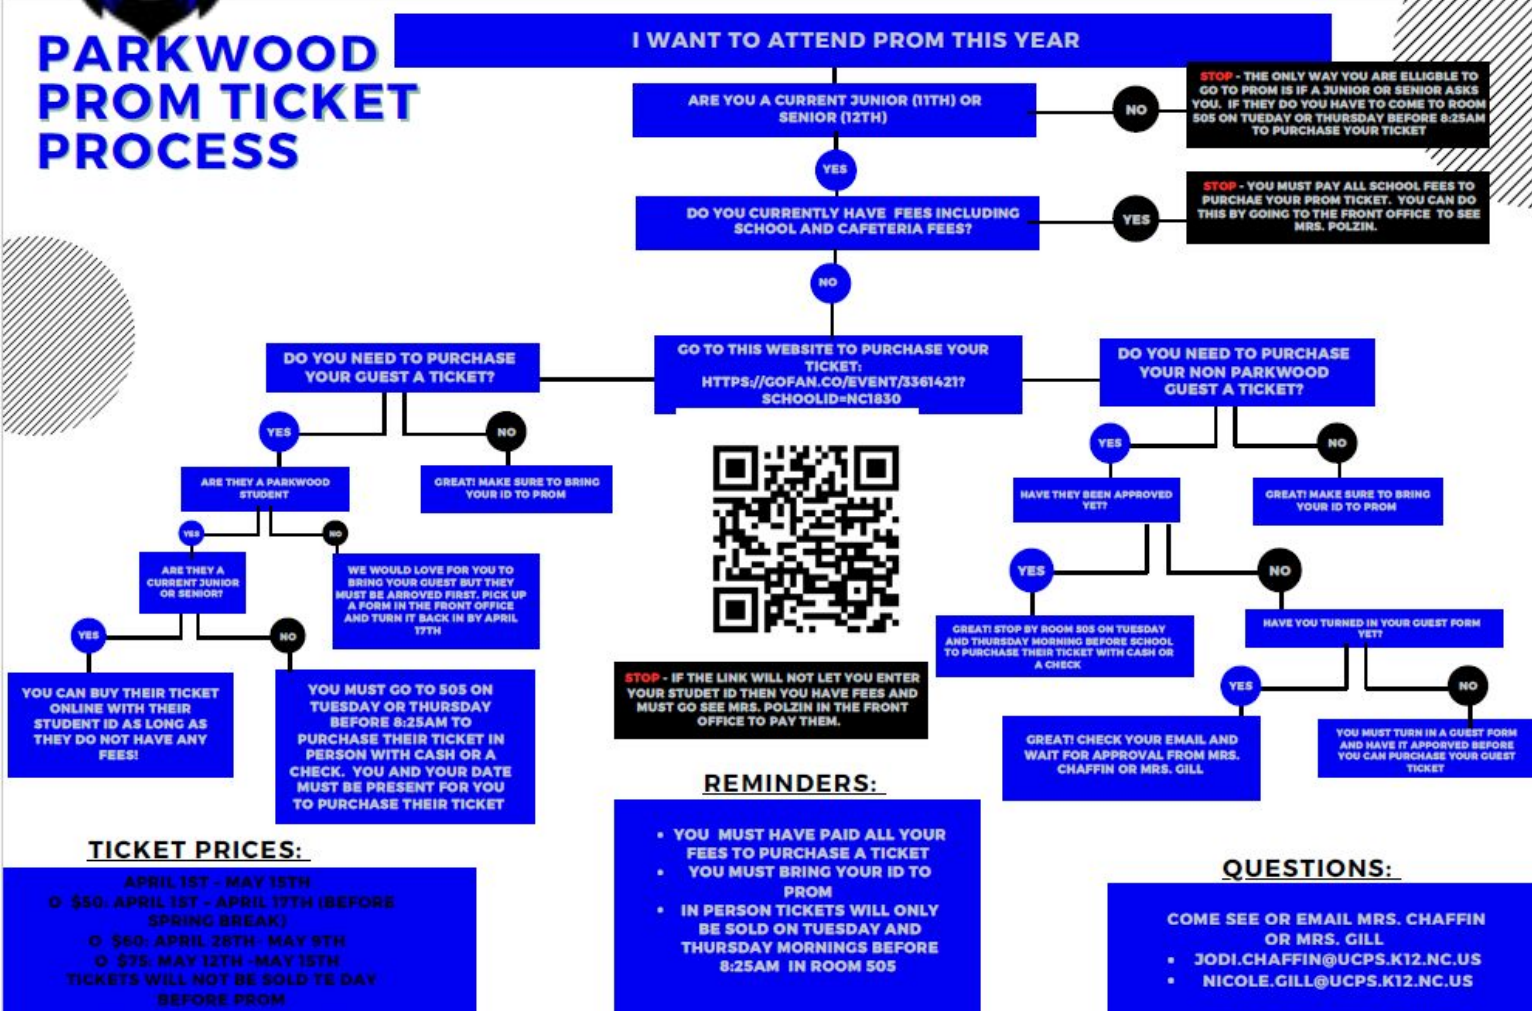 PARKWOOD
PROM TICKET
PROCESS
I WANT TO ATTEND PROM THIS YEAR
ARE YOU A CURRENT JUNIOR (11TH) OR
SENIOR (12TH)
NO
STOP - THE ONLY WAY YOU ARE ELLIGBLE TO
GO TO PROM IS IF A JUNIOR OR SENIOR ASKS
YOU. IF THEY DO YOU HAVE TO COME TO ROOM
505 ON TUEDAY OR THURSDAY BEFORE 8:25AM
TO PURCHASE YOUR TICKET
YES
DO YOU CURRENTLY HAVE FEES INCLUDING
SCHOOL AND CAFETERIA FEES?
YES
STOP - YOU MUST PAY ALL SCHOOL FEES TO
PURCHAE YOUR PROM TICKET. YOU CAN DO
THIS BY GOING TO THE FRONT OFFICE TO SEE
MRS. POLZIN.
NO
GO TO THIS WEBSITE TO PURCHASE YOUR
TICKET:
HTTPS://GOFAN.CO/EVENT/3361421?
SCHOOLID=NC1830
DO YOU NEED TO PURCHASE
YOUR GUEST A TICKET?
YES
NO
ARE THEY A PARKWOOD
STUDENT
GREAT! MAKE SURE TO BRING
YOUR ID TO PROM
YES
NO
ARE THEY A
CURRENT JUNIOR
OR SENIOR?
WE WOULD LOVE FOR YOU TO
BRING YOUR GUEST BUT THEY
MUST BE ARROVED FIRST. PICK UP
A FORM IN THE FRONT OFFICE
AND TURN IT BACK IN BY APRIL
17TH
YES
NO
YOU CAN BUY THEIR TICKET
ONLINE WITH THEIR
STUDENT ID AS LONG AS
THEY DO NOT HAVE ANY
FEES!
YOU MUST GO TO 505 ON
TUESDAY OR THURSDAY
BEFORE 8:25AM TO
PURCHASE THEIR TICKET IN
PERSON WITH CASH OR A
CHECK. YOU AND YOUR DATE
MUST BE PRESENT FOR YOU
TO PURCHASE THEIR TICKET
DO YOU NEED TO PURCHASE
YOUR NON PARKWOOD
GUEST A TICKET?
YES
NO
HAVE THEY BEEN APPROVED
YET?
GREAT! MAKE SURE TO BRING
YOUR ID TO PROM
YES
NO
GREAT! STOP BY ROOM 505 ON TUESDAY
AND THURSDAY MORNING BEFORE SCHOOL
TO PURCHASE THEIR TICKET WITH CASH OR
A CHECK
HAVE YOU TURNED IN YOUR GUEST FORM
YET?
YES
NO
GREAT! CHECK YOUR EMAIL AND
WAIT FOR APPROVAL FROM MRS.
CHAFFIN OR MRS. GILL
YOU MUST TURN IN A GUEST FORM
AND HAVE IT APPORVED BEFORE
YOU CAN PURCHASE YOUR GUEST
TICKET
STOP - IF THE LINK WILL NOT LET YOU ENTER
YOUR STUDET ID THEN YOU HAVE FEES AND
MUST GO SEE MRS. POLZIN IN THE FRONT
OFFICE TO PAY THEM.
TICKET PRICES:
APRIL 1ST - MAY 15TH
O $50: APRIL 1ST - APRIL 17TH (BEFORE
SPRING BREAK)
O $60: APRIL 28TH- MAY 9TH
O $75: MAY 12TH -MAY 15TH
TICKETS WILL NOT BE SOLD TE DAY
BEFORE PROM
REMINDERS:
• YOU MUST HAVE PAID ALL YOUR
FEES TO PURCHASE A TICKET
• YOU MUST BRING YOUR ID TO
PROM
• IN PERSON TICKETS WILL ONLY
BE SOLD ON TUESDAY AND
THURSDAY MORNINGS BEFORE
8:25AM IN ROOM 505
QUESTIONS:
COME SEE OR EMAIL MRS. CHAFFIN
OR MRS. GILL
• JODI.CHAFFIN@UCPS.K12.NC.US
• NICOLE.GILL@UCPS.K12.NC.US